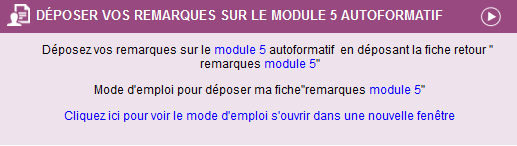 DÉPOSER VOS REMARQUES SUR LE MODULE 5 AUTOFORMATIF
Déposez vos remarques sur le module 5 autoformatif en déposant la fiche retour "
remarques module 5"
Mode d'emploi pour déposer ma fiche"remarques module 5"
Cliquez ici pour voir le mode d'emploi s'ouvrir dans une nouvelle fenêtre